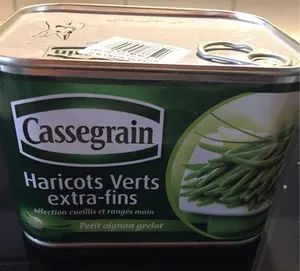 Cassegrain
Haricots Verts
extra-fins
sélection cueillis et rangés main
Petit oignon grelot